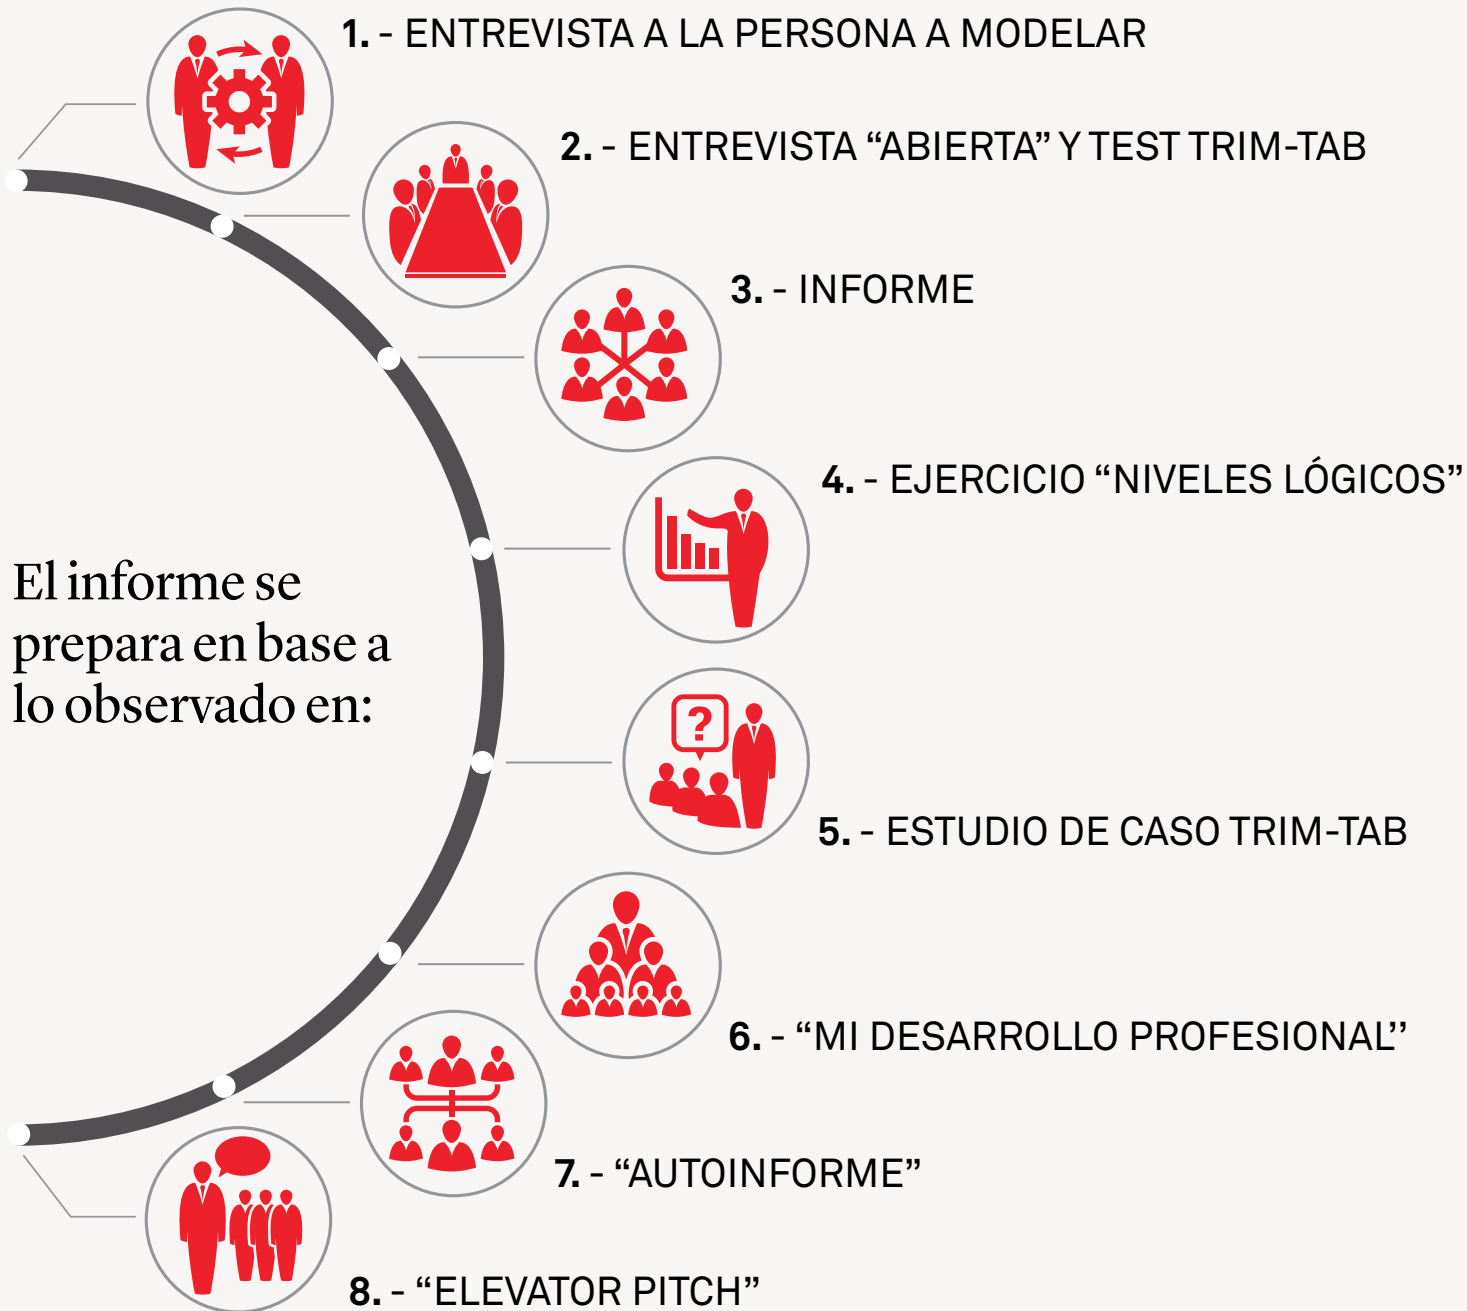 1. - ENTREVISTA A LA PERSONA A MODELAR
2. - ENTREVISTA “ABIERTA” Y TEST TRIM-TAB
3. - INFORME
4. - EJERCICIO “NIVELES LÓGICOS”
El informe se
prepara en base a
lo observado en:
?
5. - ESTUDIO DE CASO TRIM-TAB
6. - “MI DESARROLLO PROFESIONAL’’
7. - “AUTOINFORME”
8. - “ELEVATOR PITCH”